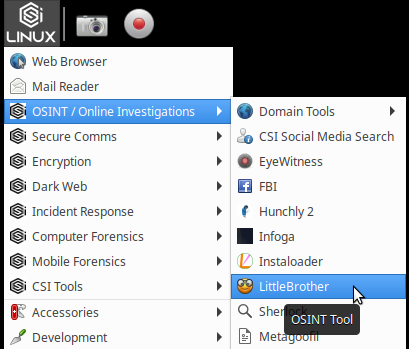 LINUX
Web Browser
Mail Reader
OSINT / Online Investigations
Secure Comms
Encryption
Dark Web
Incident Response
Computer Forensics
Mobile Forensics
CSI Tools
Accessories
Development
Domain Tools
CSI Social Media Search
EyeWitness
FBI
Hunchly 2
Infoga
Instaloader
LittleBrother
OSINT Tool
Metagoofil